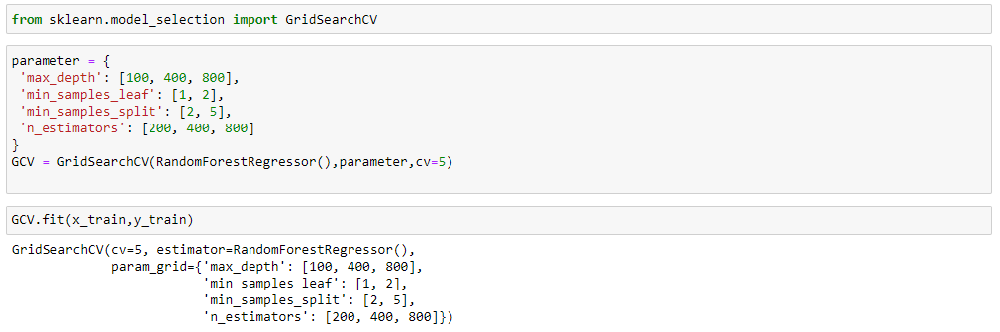 from sklearn.model_selection import GridSearchCV
parameter = {
 'max_depth': [100, 400, 800],
 'min_samples_leaf': [1, 2],
 'min_samples_split': [2, 5],
 'n_estimators': [200, 400, 800]
}
GCV = GridSearchCV(RandomForestRegressor(),parameter,cv=5)
GCV.fit(x_train,y_train)
GridSearchCV(cv=5, estimator=RandomForestRegressor(),
             param_grid={'max_depth': [100, 400, 800],
                         'min_samples_leaf': [1, 2],
                         'min_samples_split': [2, 5],
                         'n_estimators': [200, 400, 800]})